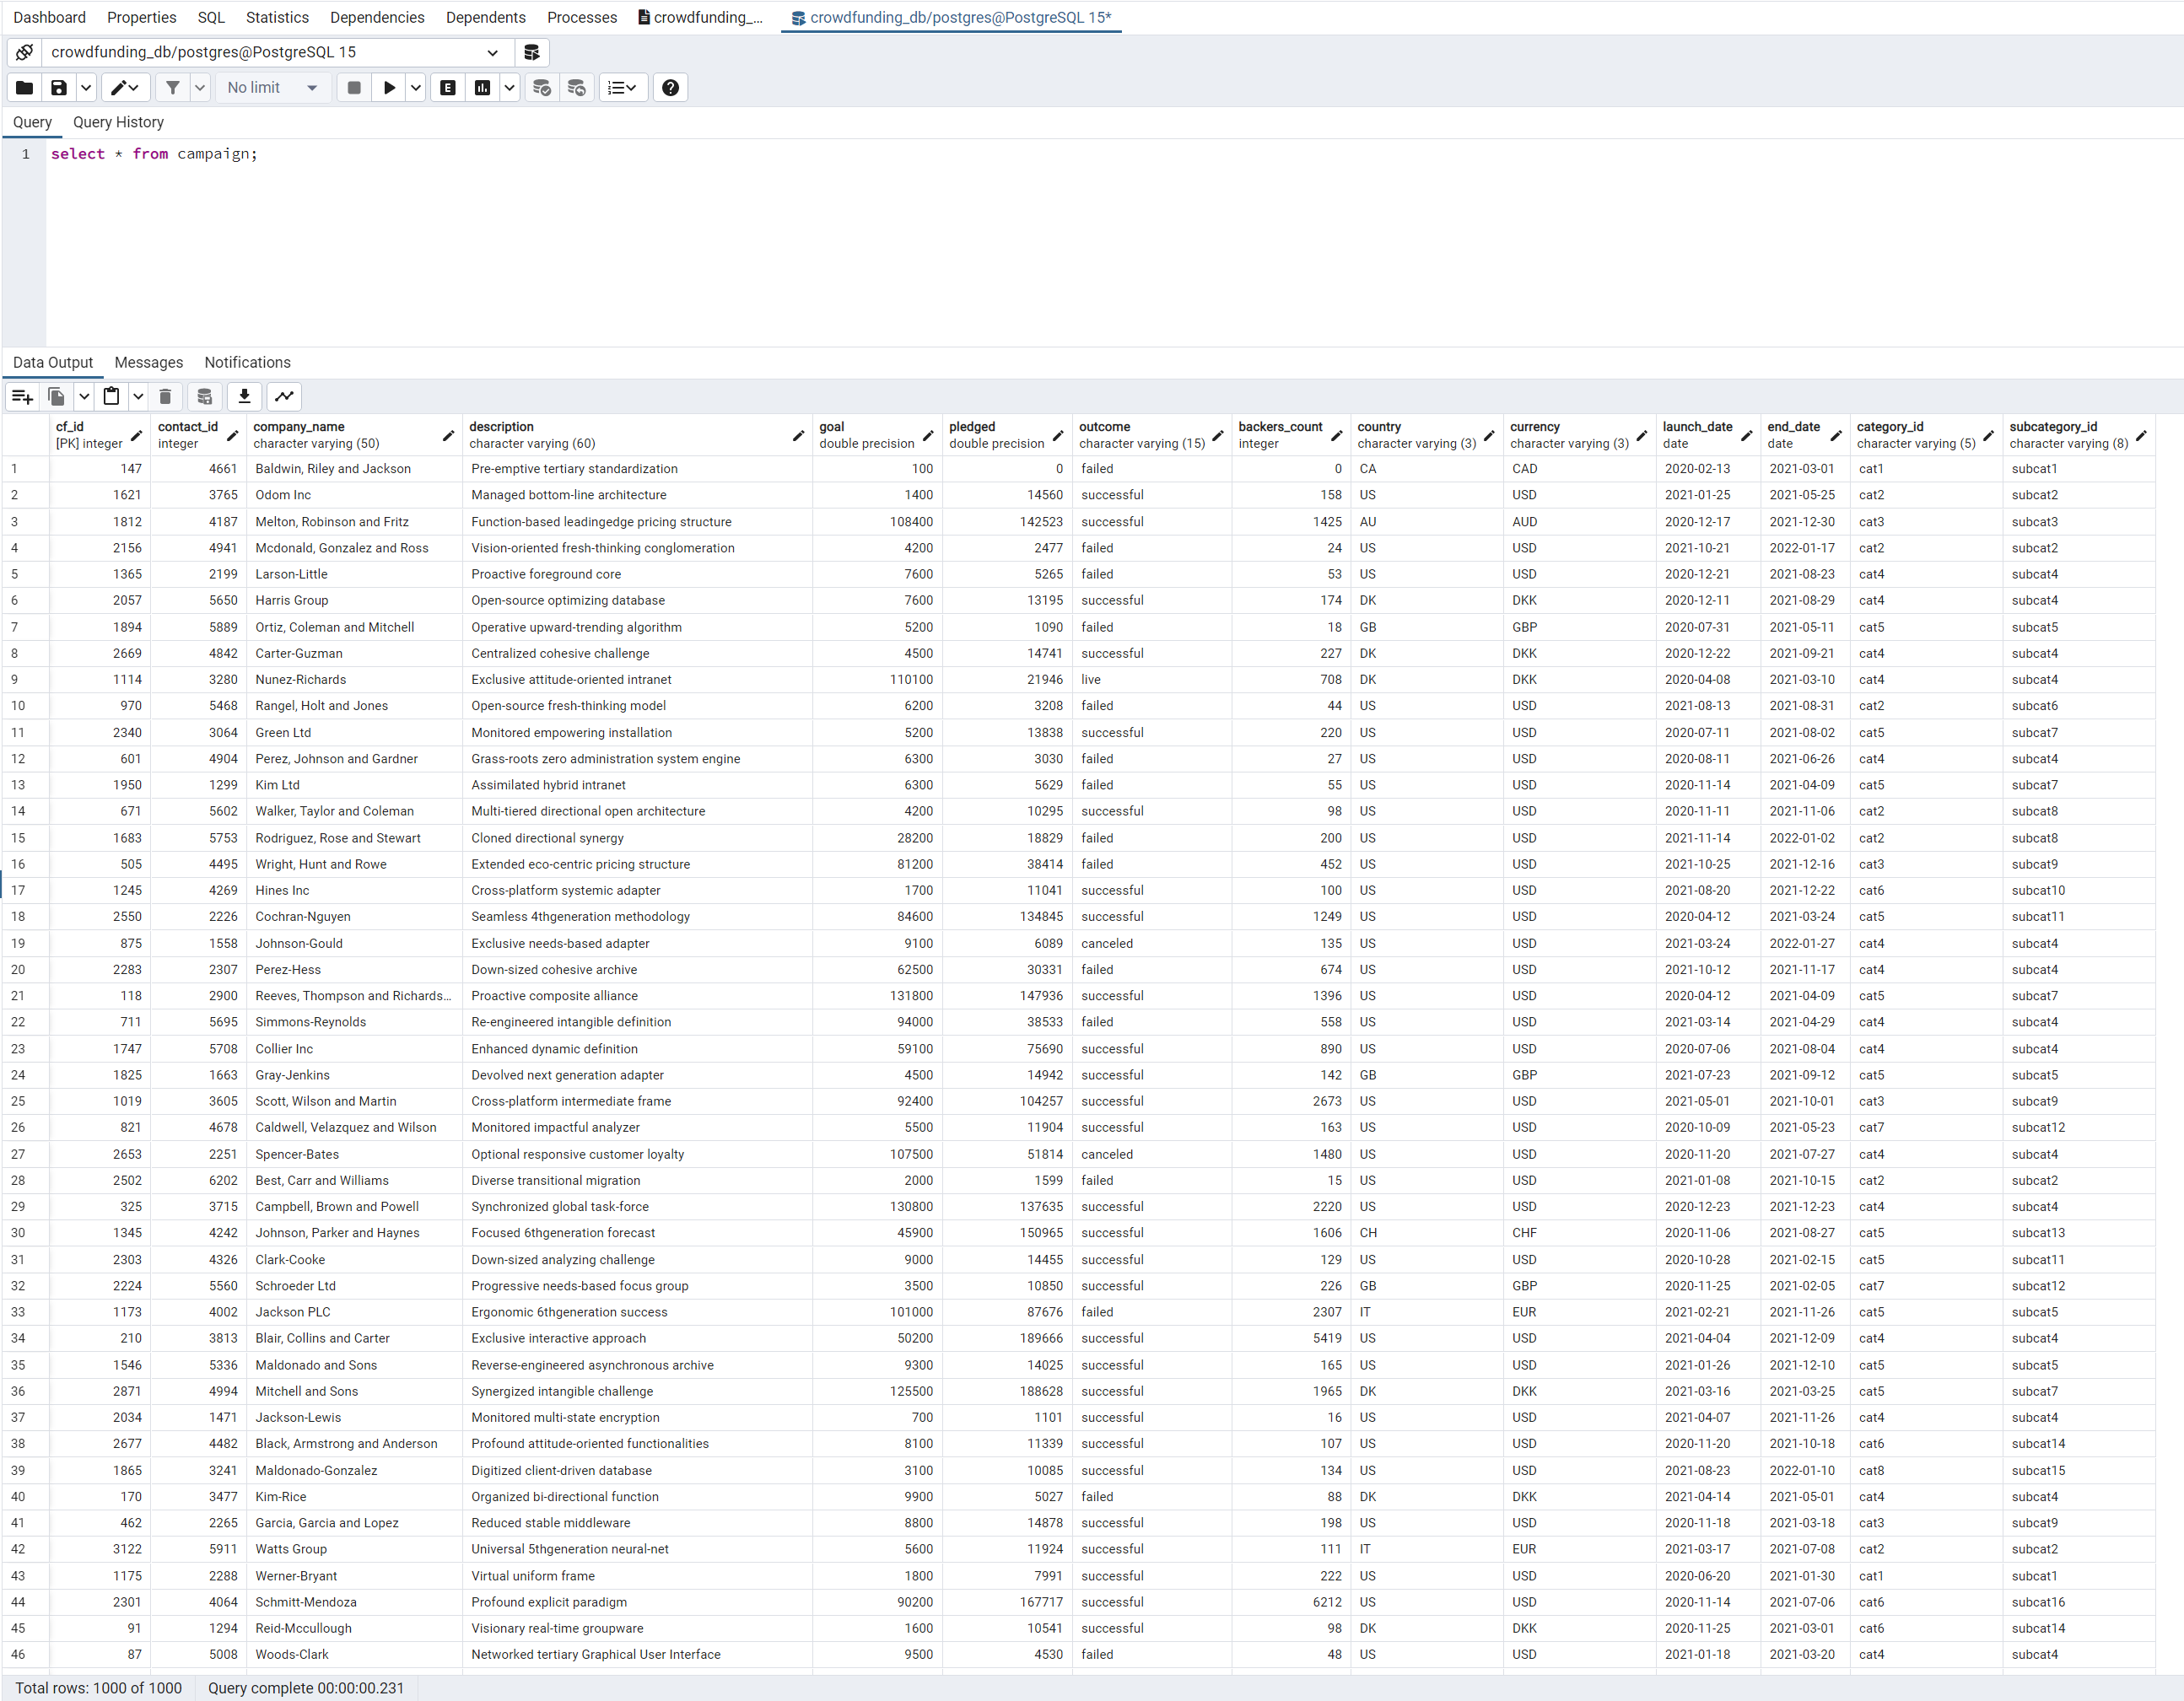 Dashboard Properties SQL Statistics Dependencies Dependents Processes crowdfunding_... crowdfunding_db/postgres@PostgreSQL 15*
crowdfunding_db/postgres@PostgreSQL 15
No limit E
Query Query History
1 select * from campaign;
Data Output Messages Notifications
cf_id contact_id company_name description goal pledged outcome backers_count country currency launch_date end_date category_id subcategory_id
[PK] integer integer character varying (50) character varying (60) double precision double precision character varying (15) integer character varying (3) character varying (3) date date character varying (5) character varying (8)
1 147 4661 Baldwin, Riley and Jackson Pre-emptive tertiary standardization 100 0 failed 0 CA CAD 2020-02-13 2021-03-01 cat1 subcat1
2 1621 3765 Odom Inc Managed bottom-line architecture 1400 14560 successful 158 US USD 2021-01-25 2021-05-25 cat2 subcat2
3 1812 4187 Melton, Robinson and Fritz Function-based leadingedge pricing structure 108400 142523 successful 1425 AU AUD 2020-12-17 2021-12-30 cat3 subcat3
4 2156 4941 Mcdonald, Gonzalez and Ross Vision-oriented fresh-thinking conglomeration 4200 2477 failed 24 US USD 2021-10-21 2022-01-17 cat2 subcat2
5 1365 2199 Larson-Little Proactive foreground core 7600 5265 failed 53 US USD 2020-12-21 2021-08-23 cat4 subcat4
6 2057 5650 Harris Group Open-source optimizing database 7600 13195 successful 174 DK DKK 2020-12-11 2021-08-29 cat4 subcat4
7 1894 5889 Ortiz, Coleman and Mitchell Operative upward-trending algorithm 5200 1090 failed 18 GB GBP 2020-07-31 2021-05-11 cat5 subcat5
8 2669 4842 Carter-Guzman Centralized cohesive challenge 4500 14741 successful 227 DK DKK 2020-12-22 2021-09-21 cat4 subcat4
9 1114 3280 Nunez-Richards Exclusive attitude-oriented intranet 110100 21946 live 708 DK DKK 2020-04-08 2021-03-10 cat4 subcat4
10 970 5468 Rangel, Holt and Jones Open-source fresh-thinking model 6200 3208 failed 44 US USD 2021-08-13 2021-08-31 cat2 subcat6
11 2340 3064 Green Ltd Monitored empowering installation 5200 13838 successful 220 US USD 2020-07-11 2021-08-02 cat5 subcat7
12 601 4904 Perez, Johnson and Gardner Grass-roots zero administration system engine 6300 3030 failed 27 US USD 2020-08-11 2021-06-26 cat4 subcat4
13 1950 1299 Kim Ltd Assimilated hybrid intranet 6300 5629 failed 55 US USD 2020-11-14 2021-04-09 cat5 subcat7
14 671 5602 Walker, Taylor and Coleman Multi-tiered directional open architecture 4200 10295 successful 98 US USD 2020-11-11 2021-11-06 cat2 subcat8
15 1683 5753 Rodriguez, Rose and Stewart Cloned directional synergy 28200 18829 failed 200 US USD 2021-11-14 2022-01-02 cat2 subcat8
16 505 4495 Wright, Hunt and Rowe Extended eco-centric pricing structure 81200 38414 failed 452 US USD 2021-10-25 2021-12-16 cat3 subcat9
17 1245 4269 Hines Inc Cross-platform systemic adapter 1700 11041 successful 100 US USD 2021-08-20 2021-12-22 cat6 subcat10
18 2550 2226 Cochran-Nguyen Seamless 4thgeneration methodology 84600 134845 successful 1249 US USD 2020-04-12 2021-03-24 cat5 subcat11
19 875 1558 Johnson-Gould Exclusive needs-based adapter 9100 6089 canceled 135 US USD 2021-03-24 2022-01-27 cat4 subcat4
20 2283 2307 Perez-Hess Down-sized cohesive archive 62500 30331 failed 674 US USD 2021-10-12 2021-11-17 cat4 subcat4
21 118 2900 Reeves, Thompson and Richards... Proactive composite alliance 131800 147936 successful 1396 US USD 2020-04-12 2021-04-09 cat5 subcat7
22 711 5695 Simmons-Reynolds Re-engineered intangible definition 94000 38533 failed 558 US USD 2021-03-14 2021-04-29 cat4 subcat4
23 1747 5708 Collier Inc Enhanced dynamic definition 59100 75690 successful 890 US USD 2020-07-06 2021-08-04 cat4 subcat4
24 1825 1663 Gray-Jenkins Devolved next generation adapter 4500 14942 successful 142 GB GBP 2021-07-23 2021-09-12 cat5 subcat5
25 1019 3605 Scott, Wilson and Martin Cross-platform intermediate frame 92400 104257 successful 2673 US USD 2021-05-01 2021-10-01 cat3 subcat9
26 821 4678 Caldwell, Velazquez and Wilson Monitored impactful analyzer 5500 11904 successful 163 US USD 2020-10-09 2021-05-23 cat7 subcat12
27 2653 2251 Spencer-Bates Optional responsive customer loyalty 107500 51814 canceled 1480 US USD 2020-11-20 2021-07-27 cat4 subcat4
28 2502 6202 Best, Carr and Williams Diverse transitional migration 2000 1599 failed 15 US USD 2021-01-08 2021-10-15 cat2 subcat2
29 325 3715 Campbell, Brown and Powell Synchronized global task-force 130800 137635 successful 2220 US USD 2020-12-23 2021-12-23 cat4 subcat4
30 1345 4242 Johnson, Parker and Haynes Focused 6thgeneration forecast 45900 150965 successful 1606 CH CHF 2020-11-06 2021-08-27 cat5 subcat13
31 2303 4326 Clark-Cooke Down-sized analyzing challenge 9000 14455 successful 129 US USD 2020-10-28 2021-02-15 cat5 subcat11
32 2224 5560 Schroeder Ltd Progressive needs-based focus group 3500 10850 successful 226 GB GBP 2020-11-25 2021-02-05 cat7 subcat12
33 1173 4002 Jackson PLC Ergonomic 6thgeneration success 101000 87676 failed 2307 IT EUR 2021-02-21 2021-11-26 cat5 subcat5
34 210 3813 Blair, Collins and Carter Exclusive interactive approach 50200 189666 successful 5419 US USD 2021-04-04 2021-12-09 cat4 subcat4
35 1546 5336 Maldonado and Sons Reverse-engineered asynchronous archive 9300 14025 successful 165 US USD 2021-01-26 2021-12-10 cat5 subcat5
36 2871 4994 Mitchell and Sons Synergized intangible challenge 125500 188628 successful 1965 DK DKK 2021-03-16 2021-03-25 cat5 subcat7
37 2034 1471 Jackson-Lewis Monitored multi-state encryption 700 1101 successful 16 US USD 2021-04-07 2021-11-26 cat4 subcat4
38 2677 4482 Black, Armstrong and Anderson Profound attitude-oriented functionalities 8100 11339 successful 107 US USD 2020-11-20 2021-10-18 cat6 subcat14
39 1865 3241 Maldonado-Gonzalez Digitized client-driven database 3100 10085 successful 134 US USD 2021-08-23 2022-01-10 cat8 subcat15
40 170 3477 Kim-Rice Organized bi-directional function 9900 5027 failed 88 DK DKK 2021-04-14 2021-05-01 cat4 subcat4
41 462 2265 Garcia, Garcia and Lopez Reduced stable middleware 8800 14878 successful 198 US USD 2020-11-18 2021-03-18 cat3 subcat9
42 3122 5911 Watts Group Universal 5thgeneration neural-net 5600 11924 successful 111 IT EUR 2021-03-17 2021-07-08 cat2 subcat2
43 1175 2288 Werner-Bryant Virtual uniform frame 1800 7991 successful 222 US USD 2020-06-20 2021-01-30 cat1 subcat1
44 2301 4064 Schmitt-Mendoza Profound explicit paradigm 90200 167717 successful 6212 US USD 2020-11-14 2021-07-06 cat6 subcat16
45 91 1294 Reid-Mccullough Visionary real-time groupware 1600 10541 successful 98 DK DKK 2020-11-25 2021-03-01 cat6 subcat14
46 87 5008 Woods-Clark Networked tertiary Graphical User Interface 9500 4530 failed 48 US USD 2021-01-18 2021-03-20 cat4 subcat4
Total rows: 1000 of 1000 Query complete 00:00:00.231